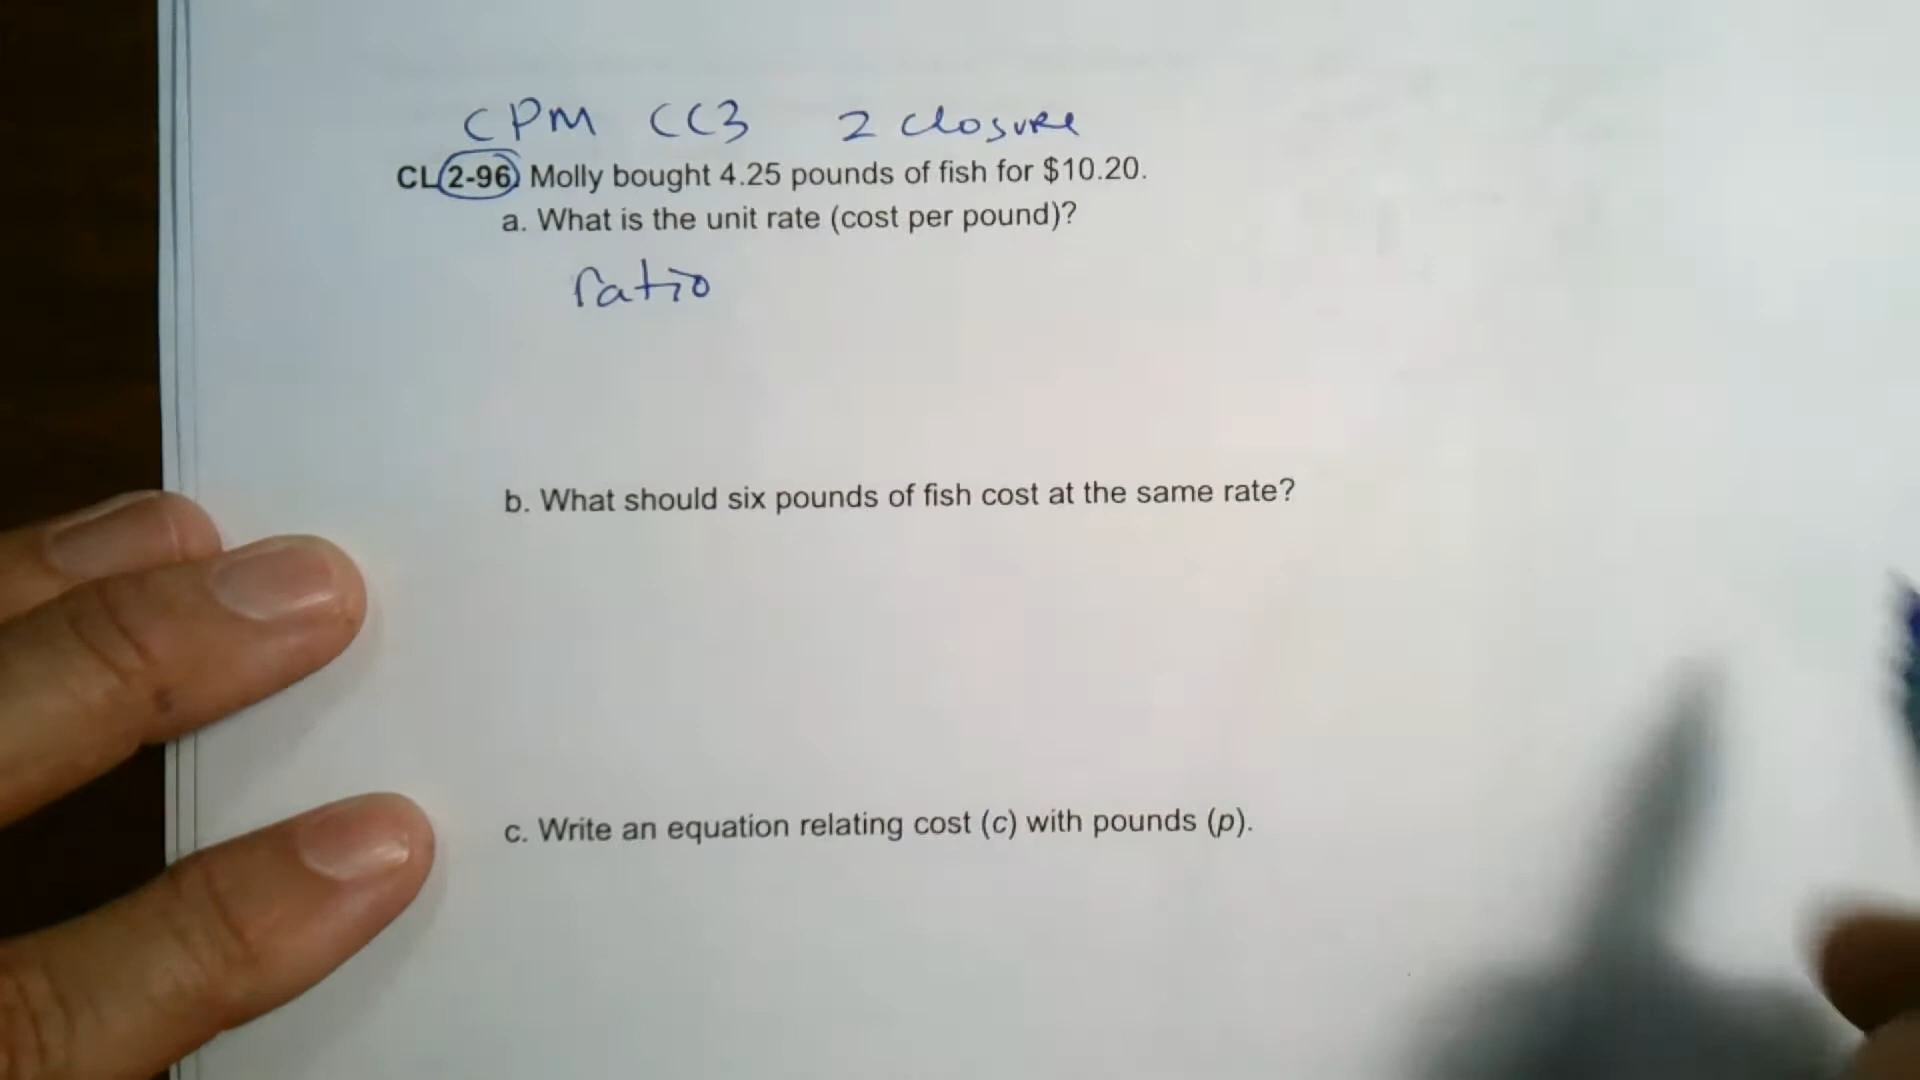 CPM CC3 2 closure
CL 2-96. Molly bought 4.25 pounds of fish for $10.20.
a. What is the unit rate (cost per pound)?
ratio
b. What should six pounds of fish cost at the same rate?
c. Write an equation relating cost (c) with pounds (p).